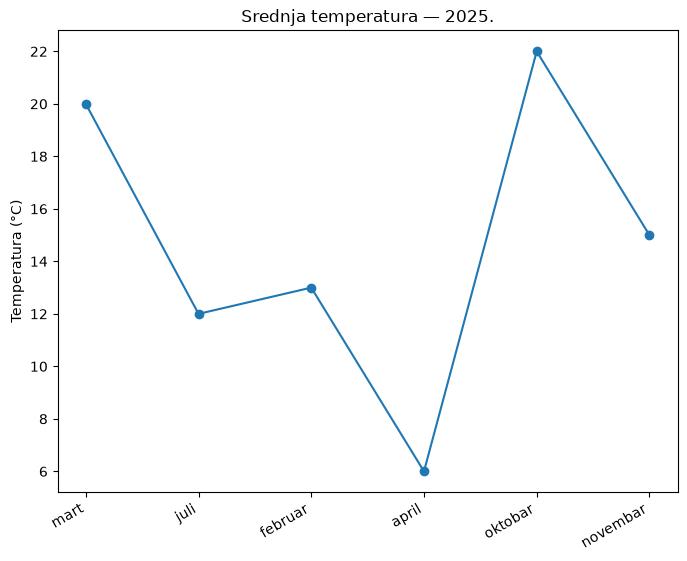 Srednja temperatura — 2025.
Temperatura (°C)
22
20
18
16
14
12
10
8
6
mart
juli
februar
april
oktobar
novembar